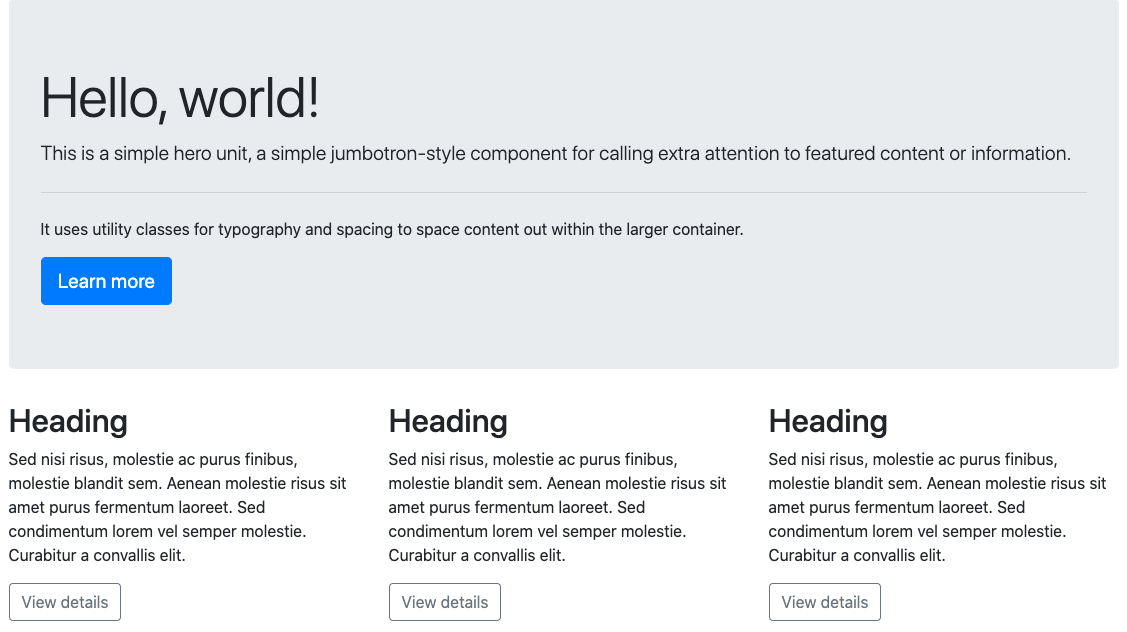 Hello, world!
This is a simple hero unit, a simple jumbotron-style component for calling extra attention to featured content or information.
It uses utility classes for typography and spacing to space content out within the larger container.
Learn more
Heading
Sed nisi risus, molestie ac purus finibus,
molestie blandit sem. Aenean molestie risus sit
amet purus fermentum laoreet. Sed
condimentum lorem vel semper molestie.
Curabitur a convallis elit.
View details
Heading
Sed nisi risus, molestie ac purus finibus,
molestie blandit sem. Aenean molestie risus sit
amet purus fermentum laoreet. Sed
condimentum lorem vel semper molestie.
Curabitur a convallis elit.
View details
Heading
Sed nisi risus, molestie ac purus finibus,
molestie blandit sem. Aenean molestie risus sit
amet purus fermentum laoreet. Sed
condimentum lorem vel semper molestie.
Curabitur a convallis elit.
View details